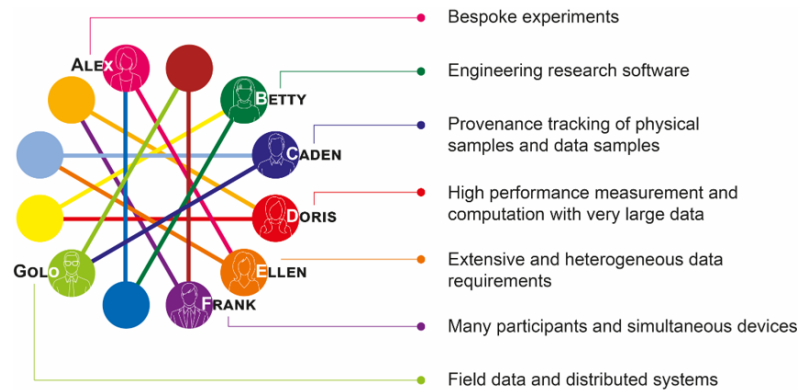 ALEX
BETTY
CADEN
DORIS
ELLEN
FRANK
GOLO
Bespoke experiments
Engineering research software
Provenance tracking of physical
samples and data samples
High performance measurement and
computation with very large data
Extensive and heterogeneous data
requirements
Many participants and simultaneous devices
Field data and distributed systems